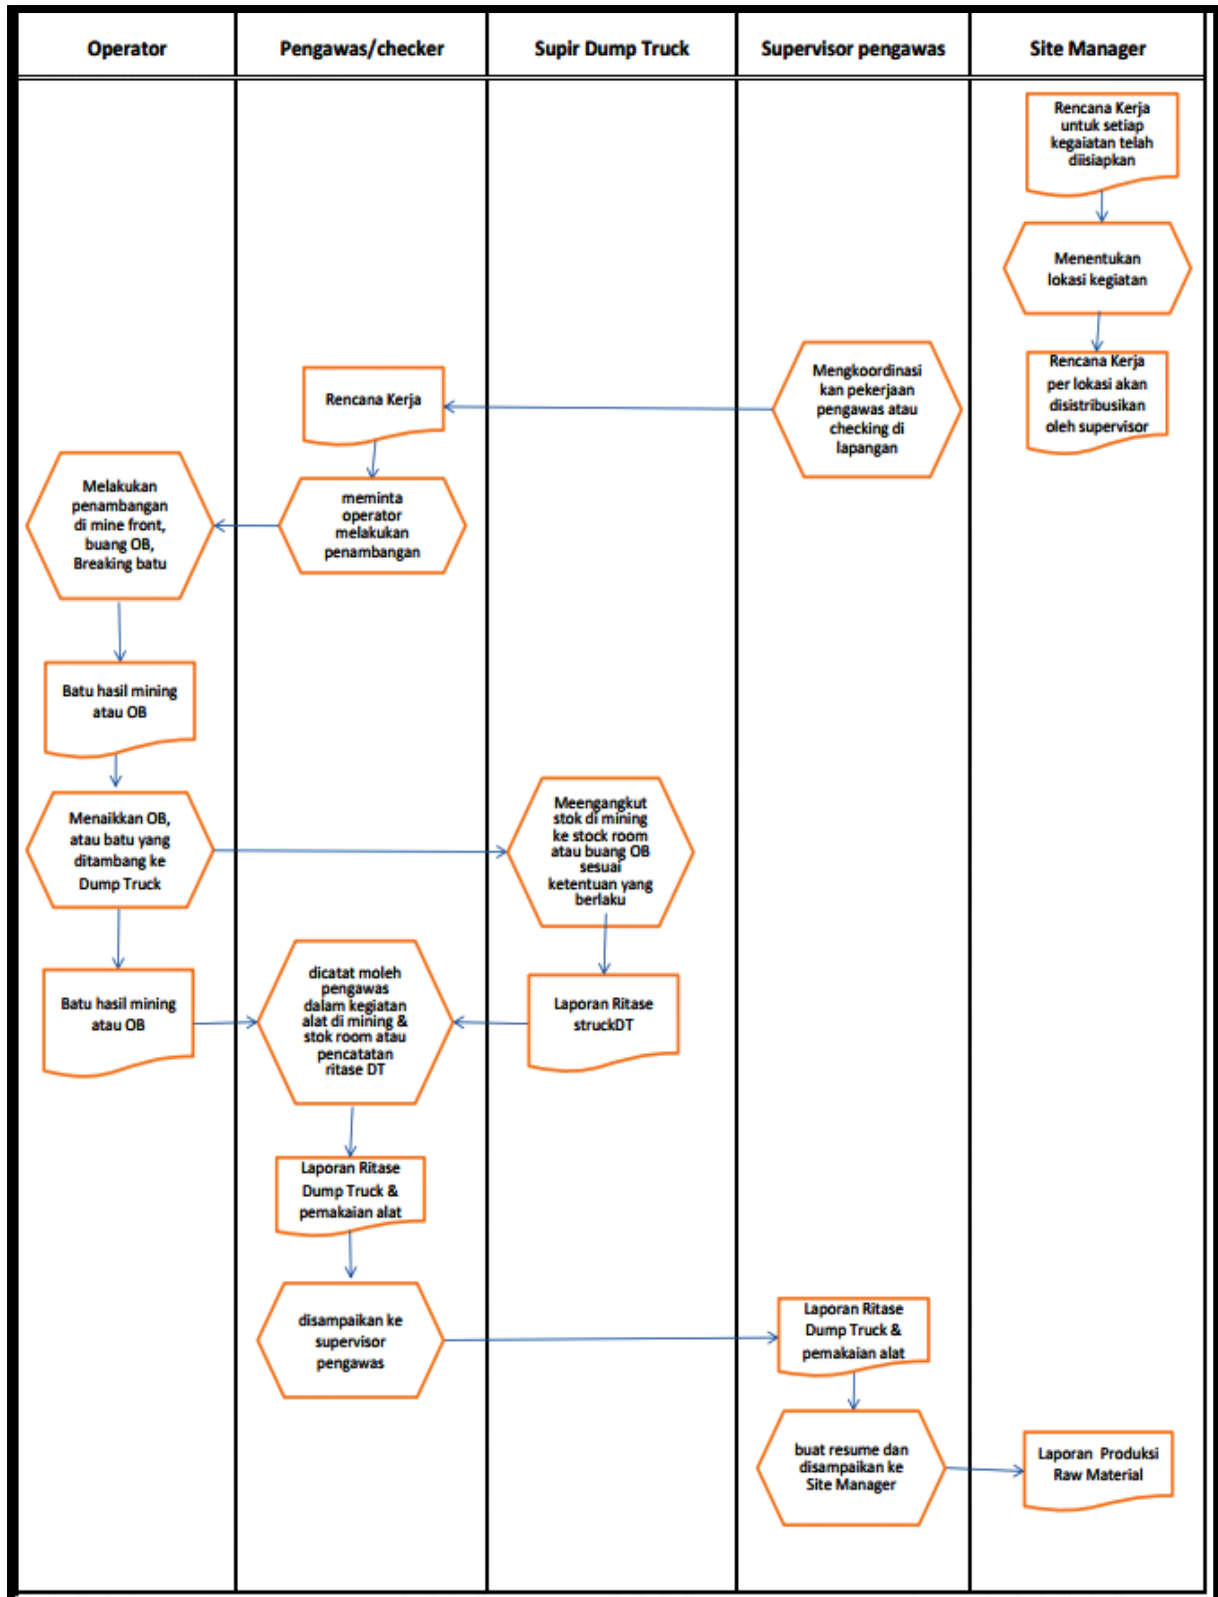 Operator
Pengawas/checker
Supir Dump Truck
Supervisor pengawas
Site Manager
Rencana Kerja
untuk setiap
kegaiatan telah
diisiapkan
Menentukan
lokasi kegiatan
Rencana Kerja
per lokasi akan
disistribusikan
oleh supervisor
Mengkoordinasi
kan pekerjaan
pengawas atau
checking di
lapangan
Rencana Kerja
meminta
operator
melakukan
penambangan
Melakukan
penambangan
di mine front,
buang OB,
Breaking batu
Batu hasil mining
atau OB
Menaikkan OB,
atau batu yang
ditambang ke
Dump Truck
Meengangkut
stok di mining
ke stock room
atau buang OB
sesuai
ketentuan yang
berlaku
Batu hasil mining
atau OB
dicatat moleh
pengawas
dalam kegiatan
alat di mining &
stok room atau
pencatatan
ritase DT
Laporan Ritase
struckDT
Laporan Ritase
Dump Truck &
pemakaian alat
disampaikan ke
supervisor
pengawas
Laporan Ritase
Dump Truck &
pemakaian alat
buat resume dan
disampaikan ke
Site Manager
Laporan Produksi
Raw Material